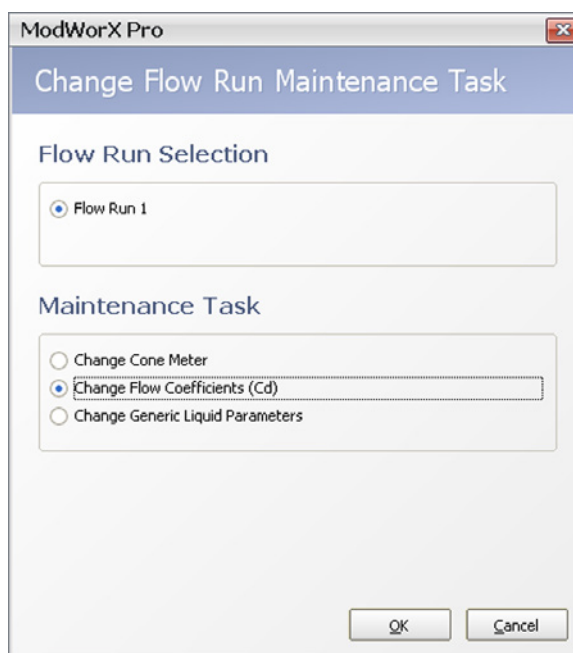 ModWorX Pro
Change Flow Run Maintenance Task
Flow Run Selection
Flow Run 1
Maintenance Task
Change Cone Meter
Change Flow Coefficients (Cd)
Change Generic Liquid Parameters
OK Cancel